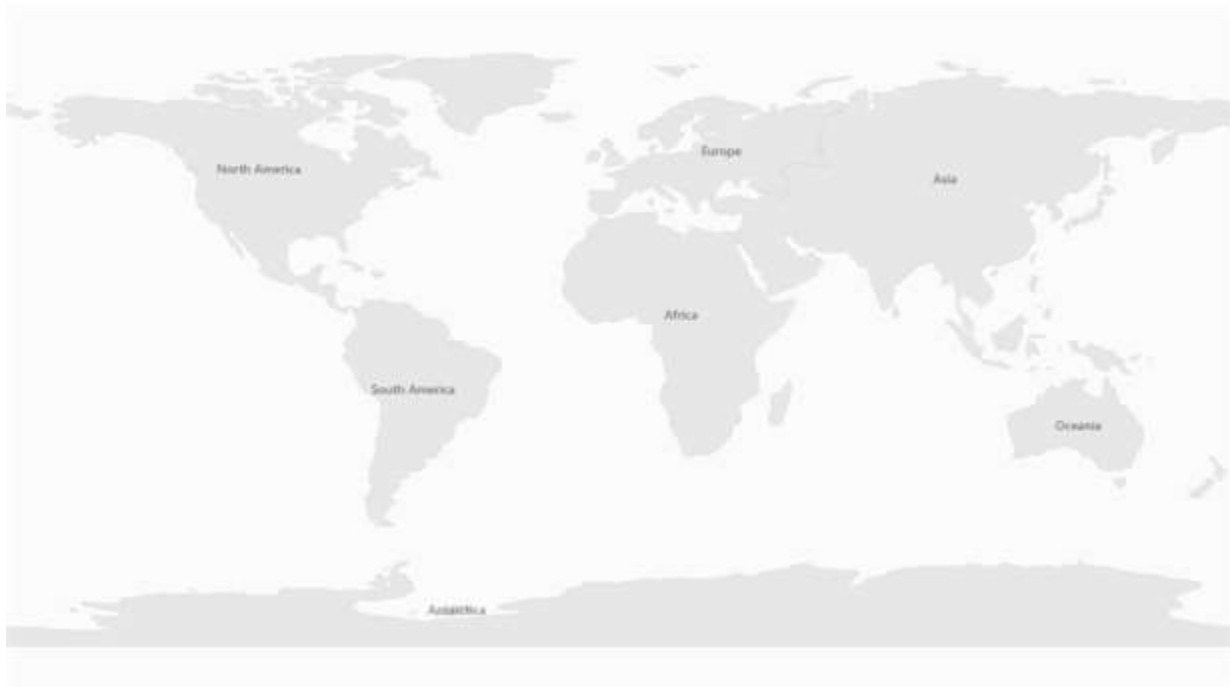 Europe
North America
Asia
Africa
South America
Oceania
Antarctica